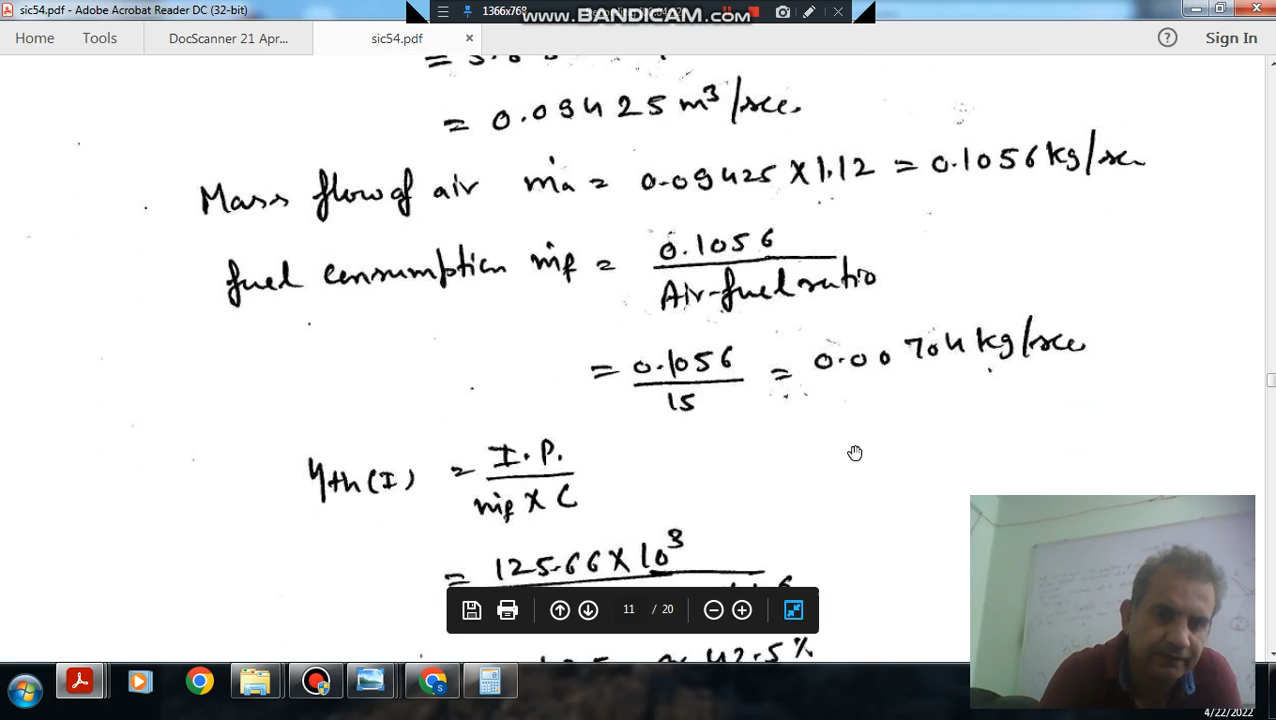 sic54.pdf - Adobe Acrobat Reader DC (32-bit)
1366x768
www.BANDICAM.com
Home Tools DocScanner 21 Apr... sic54.pdf × Sign In
= 0.09425 m³/sec.
Mass flow of air ṁa = 0.09425 X 1.12 = 0.1056 kg/sec
fuel consumption ṁf = 0.1056
Air-fuel ratio
= 0.1056 = 0.00704 kg/sec
15
ηth(I) = I.P.
ṁf X C
= 125.66 X 10³
11 / 20
42.5%
4/22/2022